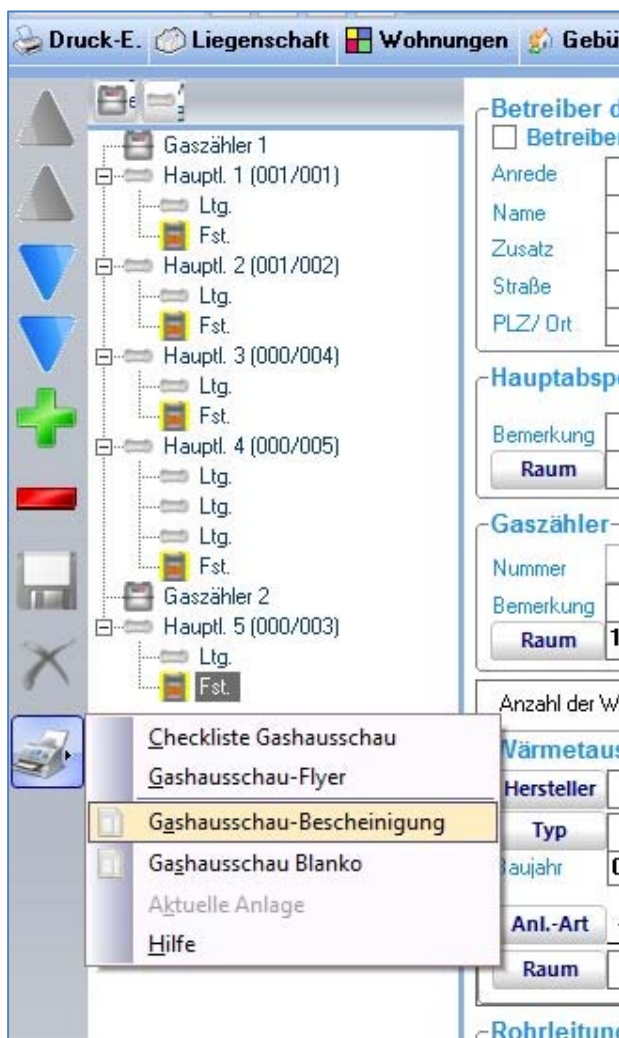 Druck-E. Liegenschaft Wohnungen Gebü
Gaszähler 1
Hauptl. 1 (001/001)
Ltg.
Fst.
Hauptl. 2 (001/002)
Ltg.
Fst.
Hauptl. 3 (000/004)
Ltg.
Fst.
Hauptl. 4 (000/005)
Ltg.
Ltg.
Ltg.
Fst.
Gaszähler 2
Hauptl. 5 (000/003)
Ltg.
Fst.
Checkliste Gashausschau
Gashausschau-Flyer
Gashausschau-Bescheinigung
Gashausschau Blanko
Aktuelle Anlage
Hilfe
Betreiber d
Betreiber
Anrede
Name
Zusatz
Straße
PLZ/ Ort
Hauptabsp
Bemerkung
Raum
Gaszähler
Nummer
Bemerkung
Raum 1
Anzahl der W
Wärmetaus
Hersteller
Typ
Baujahr
Anl.-Art
Raum
Rohrleitung